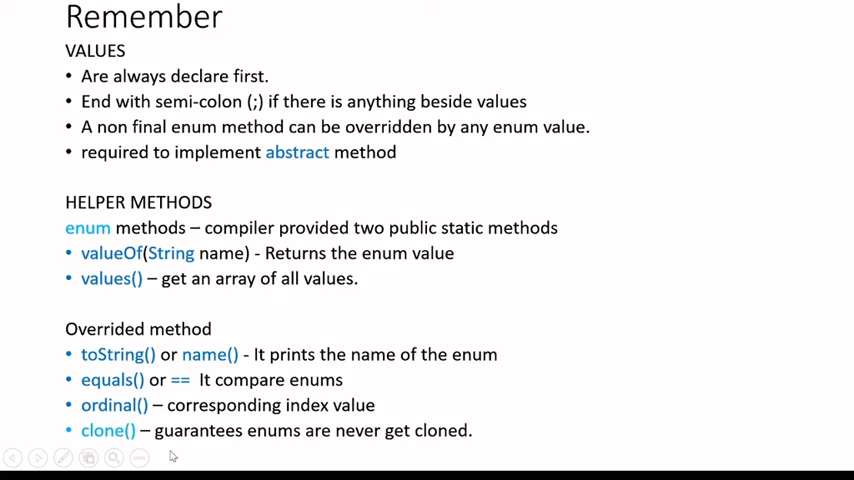 Remember
VALUES
• Are always declare first.
• End with semi-colon (;) if there is anything beside values
• A non final enum method can be overridden by any enum value.
• required to implement abstract method
HELPER METHODS
enum methods – compiler provided two public static methods
• valueOf(String name) - Returns the enum value
• values() – get an array of all values.
Overrided method
• toString() or name() - It prints the name of the enum
• equals() or == It compare enums
• ordinal() – corresponding index value
• clone() – guarantees enums are never get cloned.